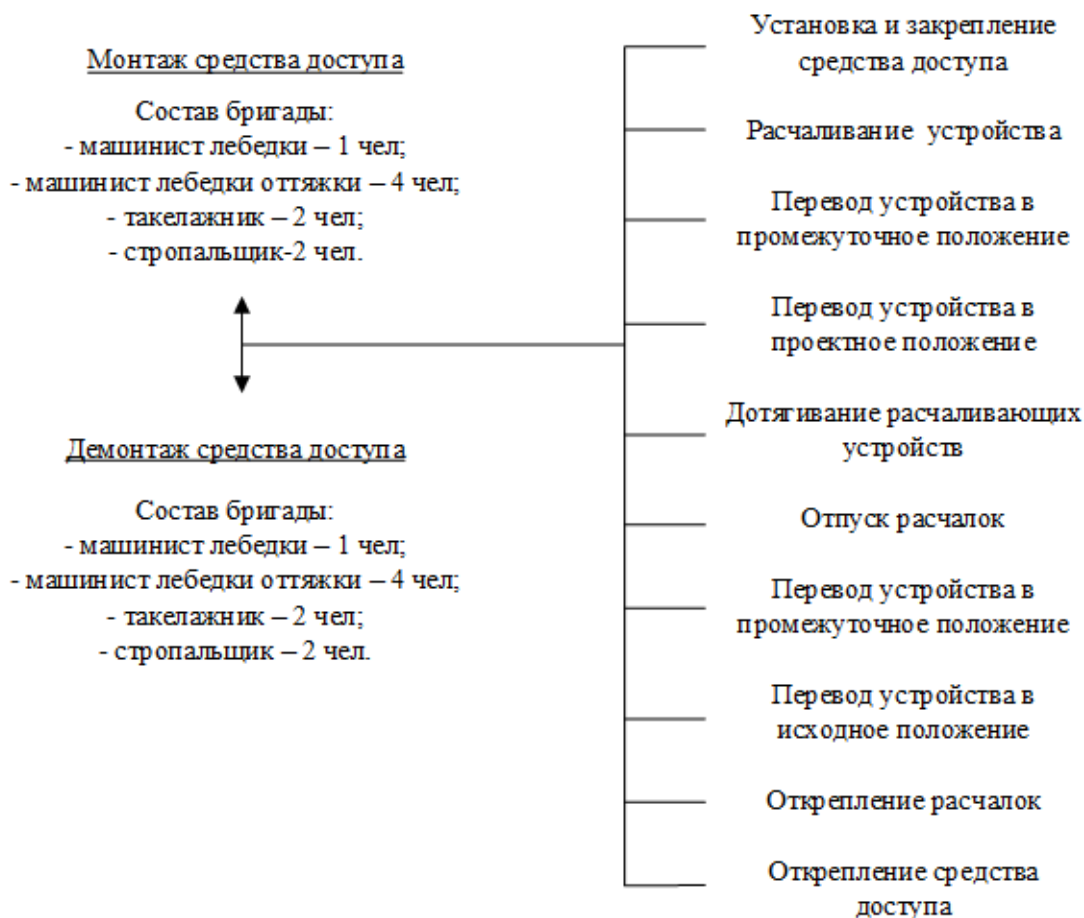 Монтаж средства доступа
Состав бригады:
- машинист лебедки – 1 чел;
- машинист лебедки оттяжки – 4 чел;
- такелажник – 2 чел;
- стропальщик-2 чел.
Демонтаж средства доступа
Состав бригады:
- машинист лебедки – 1 чел;
- машинист лебедки оттяжки – 4 чел;
- такелажник – 2 чел;
- стропальщик – 2 чел.
Установка и закрепление
средства доступа
Расчаливание устройства
Перевод устройства в
промежуточное положение
Перевод устройства в
проектное положение
Дотягивание расчаливающих
устройств
Отпуск расчалок
Перевод устройства в
промежуточное положение
Перевод устройства в
исходное положение
Открепление расчалок
Открепление средства
доступа